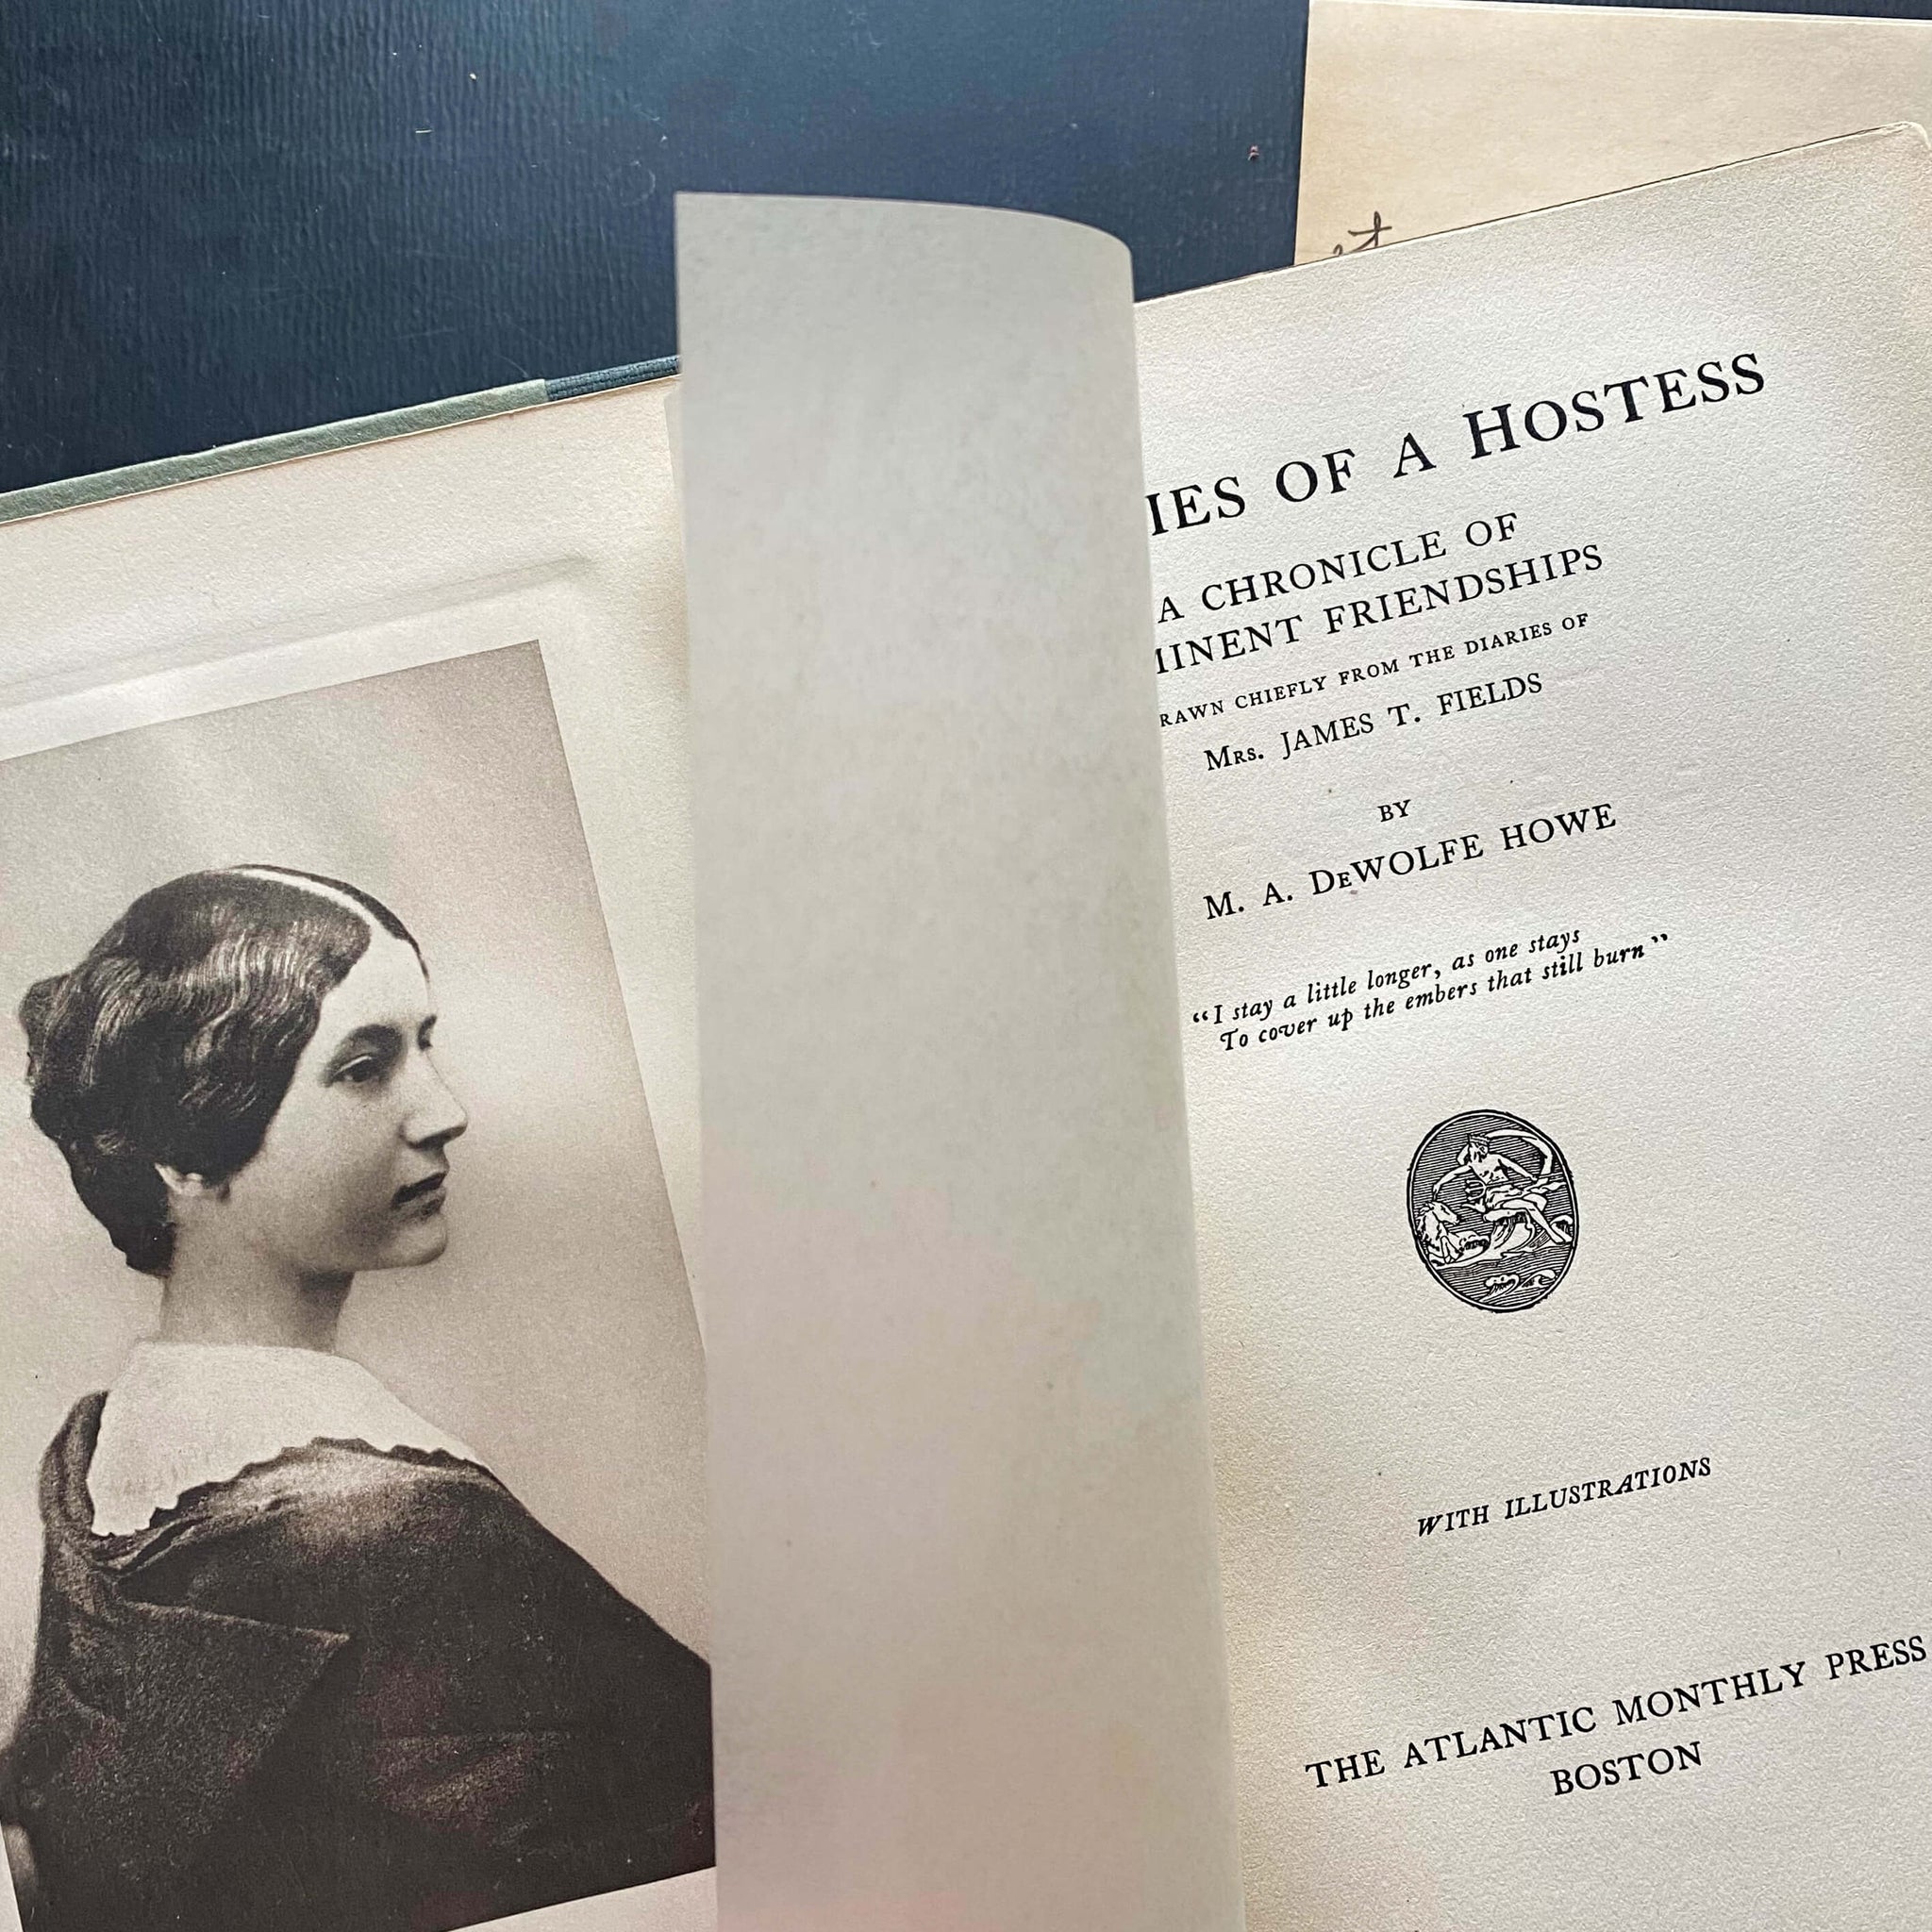 IES OF A HOSTESS
A CHRONICLE OF
MINENT FRIENDSHIPS
RAWN CHIEFLY FROM THE DIARIES OF
MRS. JAMES T. FIELDS
BY
M. A. DEWOLFE HOWE
“I stay a little longer, as one stays
To cover up the embers that still burn”
WITH ILLUSTRATIONS
THE ATLANTIC MONTHLY PRESS
BOSTON